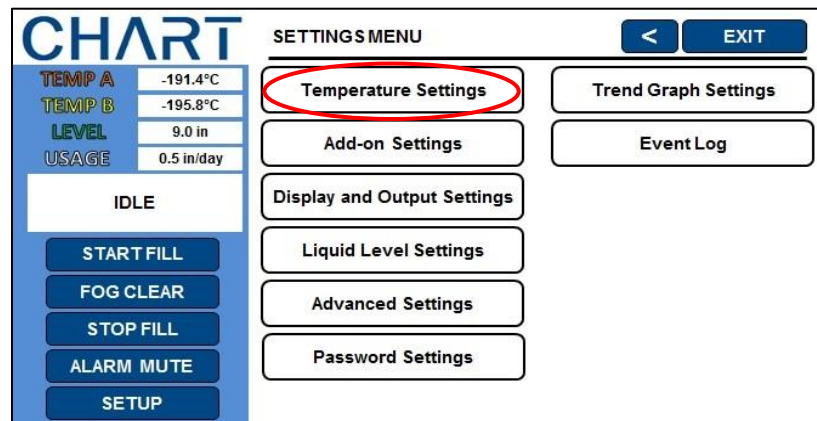 CHART
SETTINGS MENU
<
EXIT
TEMP A
-191.4°C
TEMP B
-195.8°C
LEVEL
9.0 in
USAGE
0.5 in/day
IDLE
START FILL
FOG CLEAR
STOP FILL
ALARM MUTE
SETUP
Temperature Settings
Add-on Settings
Display and Output Settings
Liquid Level Settings
Advanced Settings
Password Settings
Trend Graph Settings
Event Log